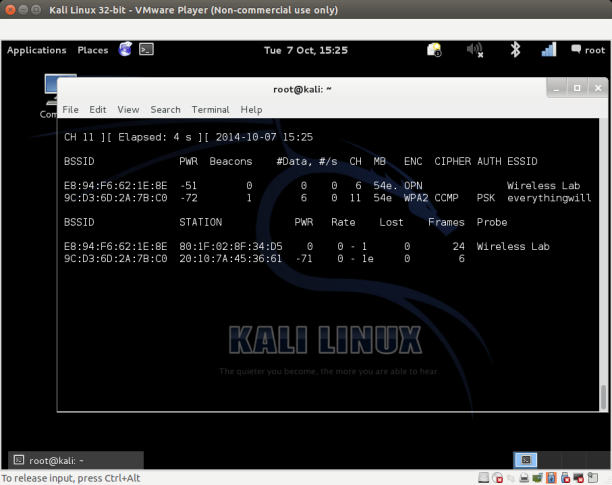 Kali Linux 32-bit - VMware Player (Non-commercial use only)
Applications Places Tue 7 Oct, 15:25 root
root@kali: ~
File Edit View Search Terminal Help
CH 11 ][ Elapsed: 4 s ][ 2014-10-07 15:25
BSSID PWR Beacons #Data, #/s CH MB ENC CIPHER AUTH ESSID
E8:94:F6:62:1E:8E -51 0 0 0 6 54e. OPN Wireless Lab
9C:D3:6D:2A:7B:C0 -72 1 6 0 11 54e WPA2 CCMP PSK everythingwill
BSSID STATION PWR Rate Lost Frames Probe
E8:94:F6:62:1E:8E 80:1F:02:8F:34:D5 0 0 - 1 0 24 Wireless Lab
9C:D3:6D:2A:7B:C0 20:10:7A:45:36:61 -71 0 - 1e 0 6
KALI LINUX
The quieter you become, the more you are able to hear.
root@kali: ~
To release input, press Ctrl+Alt